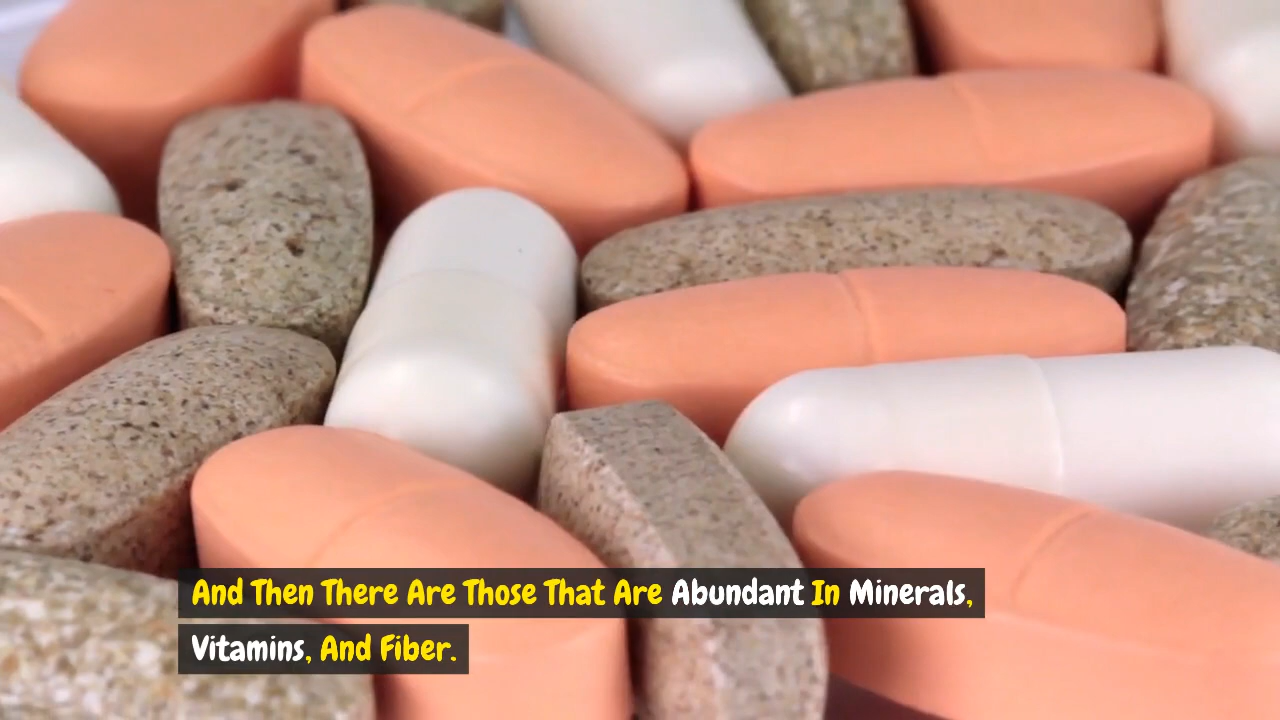 And Then There Are Those That Are Abundant In Minerals,
Vitamins, And Fiber.